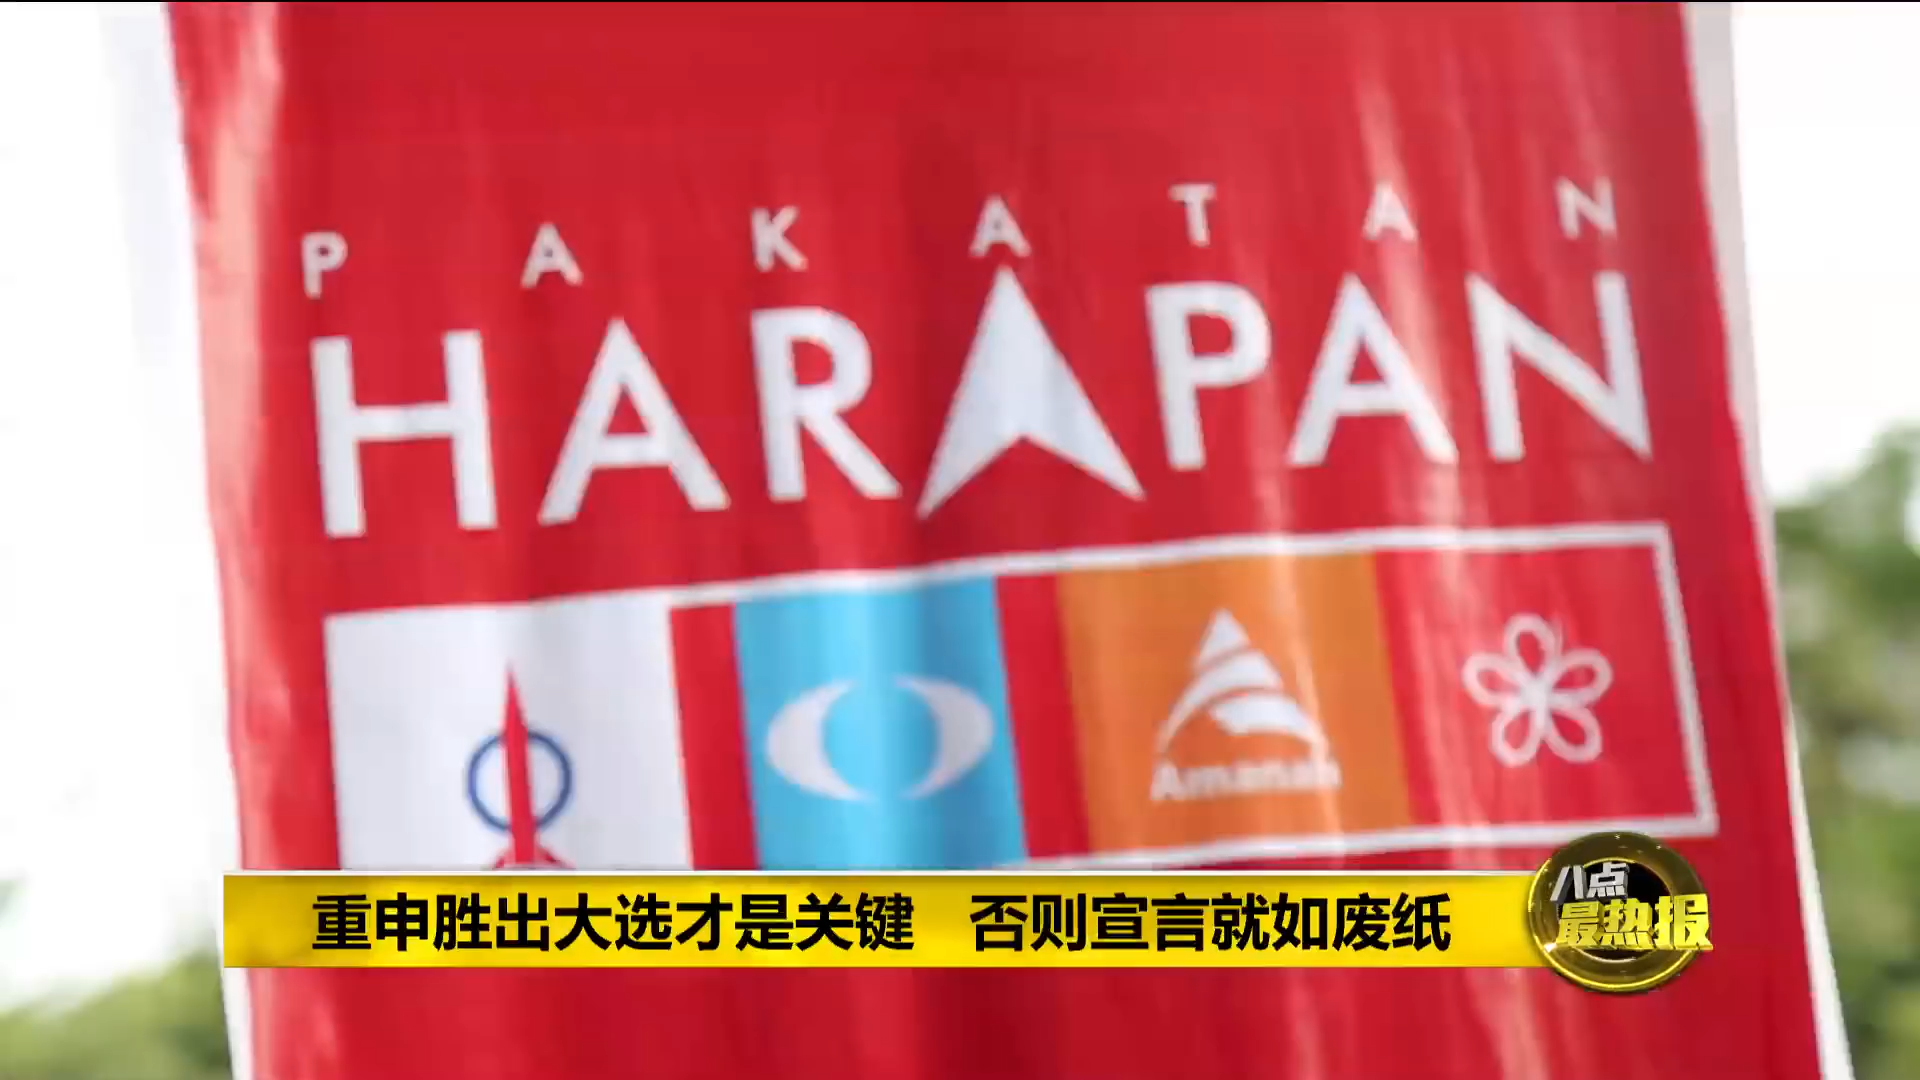 PAKATAN
HARAPAN
Amanah
重申胜出大选才是关键 否则宣言就如废纸
八点
最热报